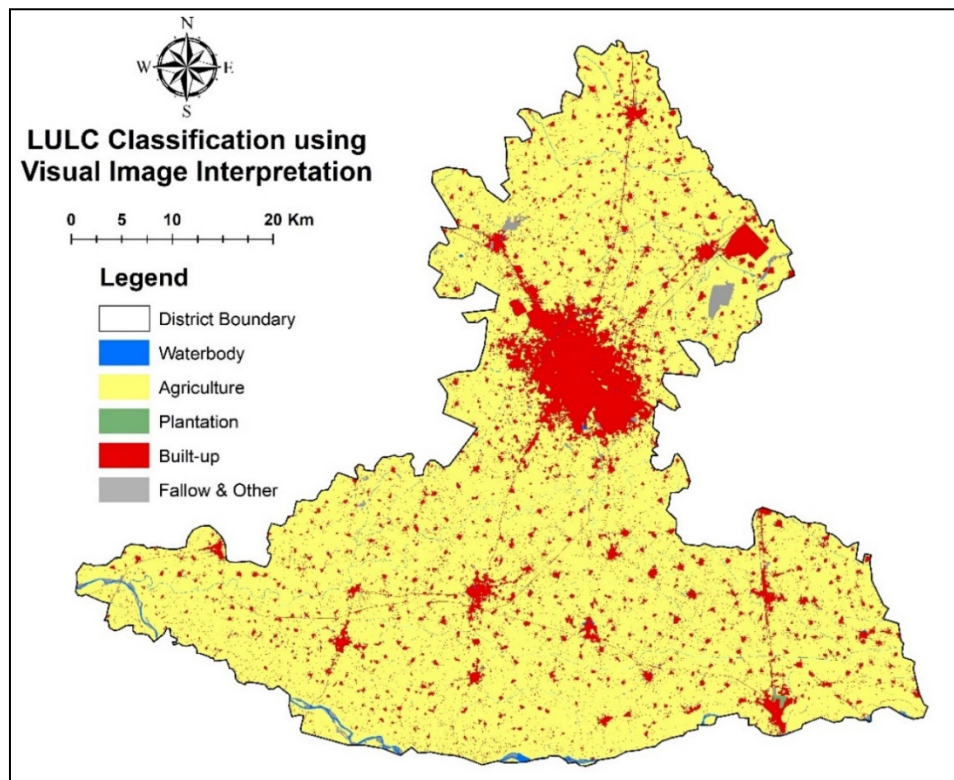 N
W E
S
LULC Classification using
Visual Image Interpretation
0 5 10 20 Km
Legend
District Boundary
Waterbody
Agriculture
Plantation
Built-up
Fallow & Other